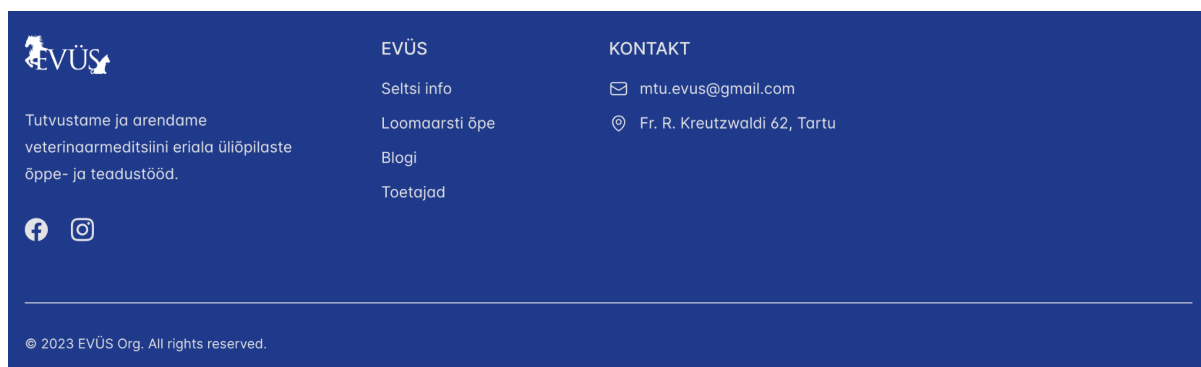 EVÜS
Tutvustame ja arendame
veterinaarmeditsiini eriala üliõpilaste
õppe- ja teadustööd.
EVÜS
Seltsi info
Loomaarsti õpe
Blogi
Toetajad
KONTAKT
mtu.evus@gmail.com
Fr. R. Kreutzwaldi 62, Tartu
© 2023 EVÜS Org. All rights reserved.